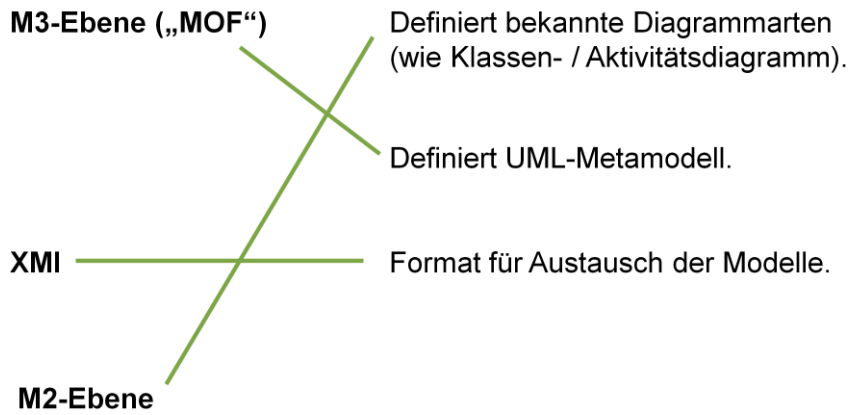 M3-Ebene („MOF“)
Definiert bekannte Diagrammarten
(wie Klassen- / Aktivitätsdiagramm).
Definiert UML-Metamodell.
XMI
Format für Austausch der Modelle.
M2-Ebene